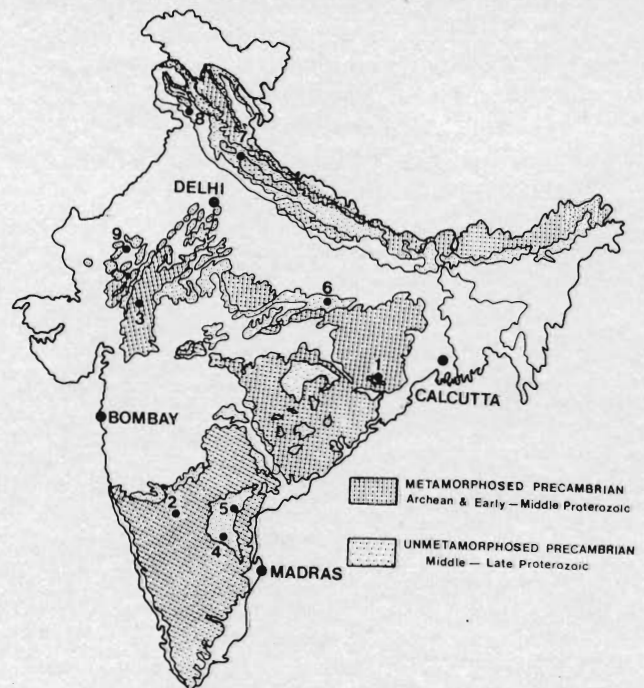 8
7
DELHI
9
6
3
1
CALCUTTA
BOMBAY
METAMORPHOSED PRECAMBRIAN
Archean & Early — Middle Proterozoic
2
5
UNMETAMORPHOSED PRECAMBRIAN
4
Middle — Late Proterozoic
MADRAS